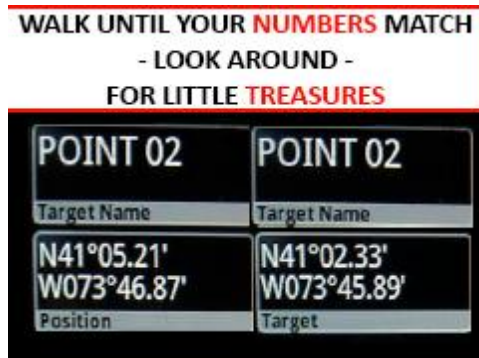 WALK UNTIL YOUR NUMBERS MATCH
- LOOK AROUND -
FOR LITTLE TREASURES
POINT 02
Target Name
POINT 02
Target Name
N41°05.21'
W073°46.87'
Position
N41°02.33'
W073°45.89'
Target